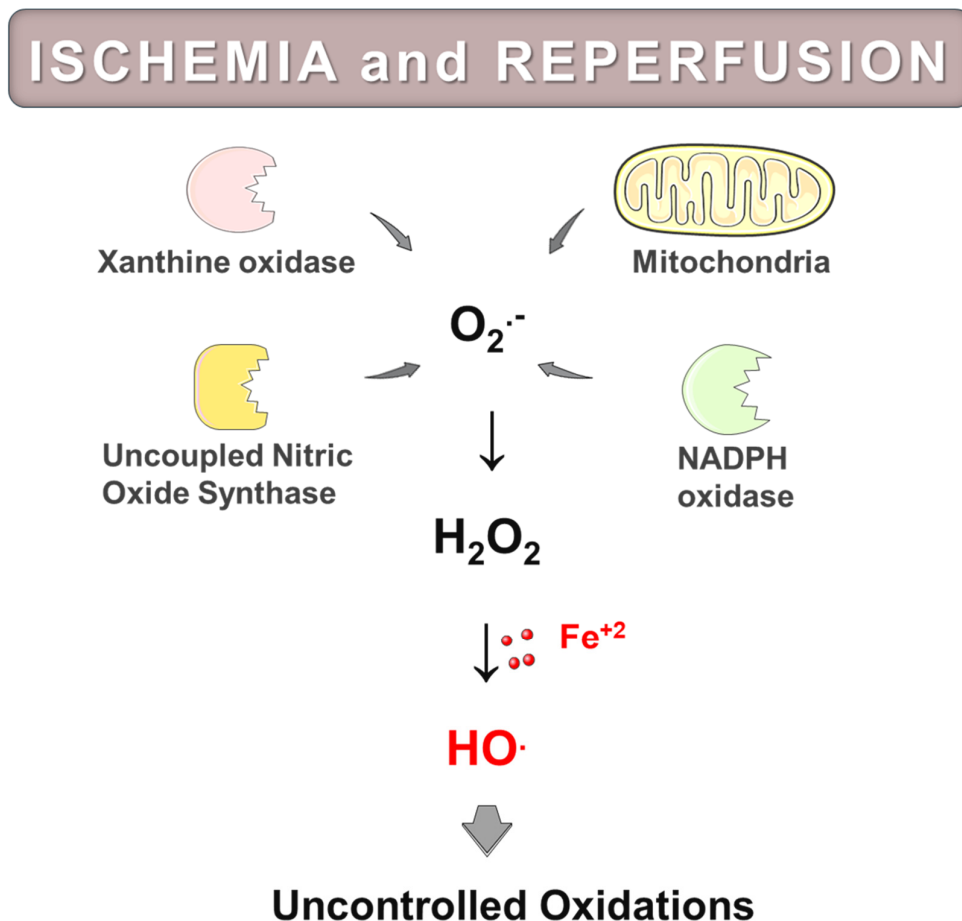 ISCHEMIA and REPERFUSION
Xanthine oxidase
Mitochondria
O₂·-
Uncoupled Nitric
Oxide Synthase
NADPH
oxidase
H₂O₂
Fe⁺²
HO·
Uncontrolled Oxidations